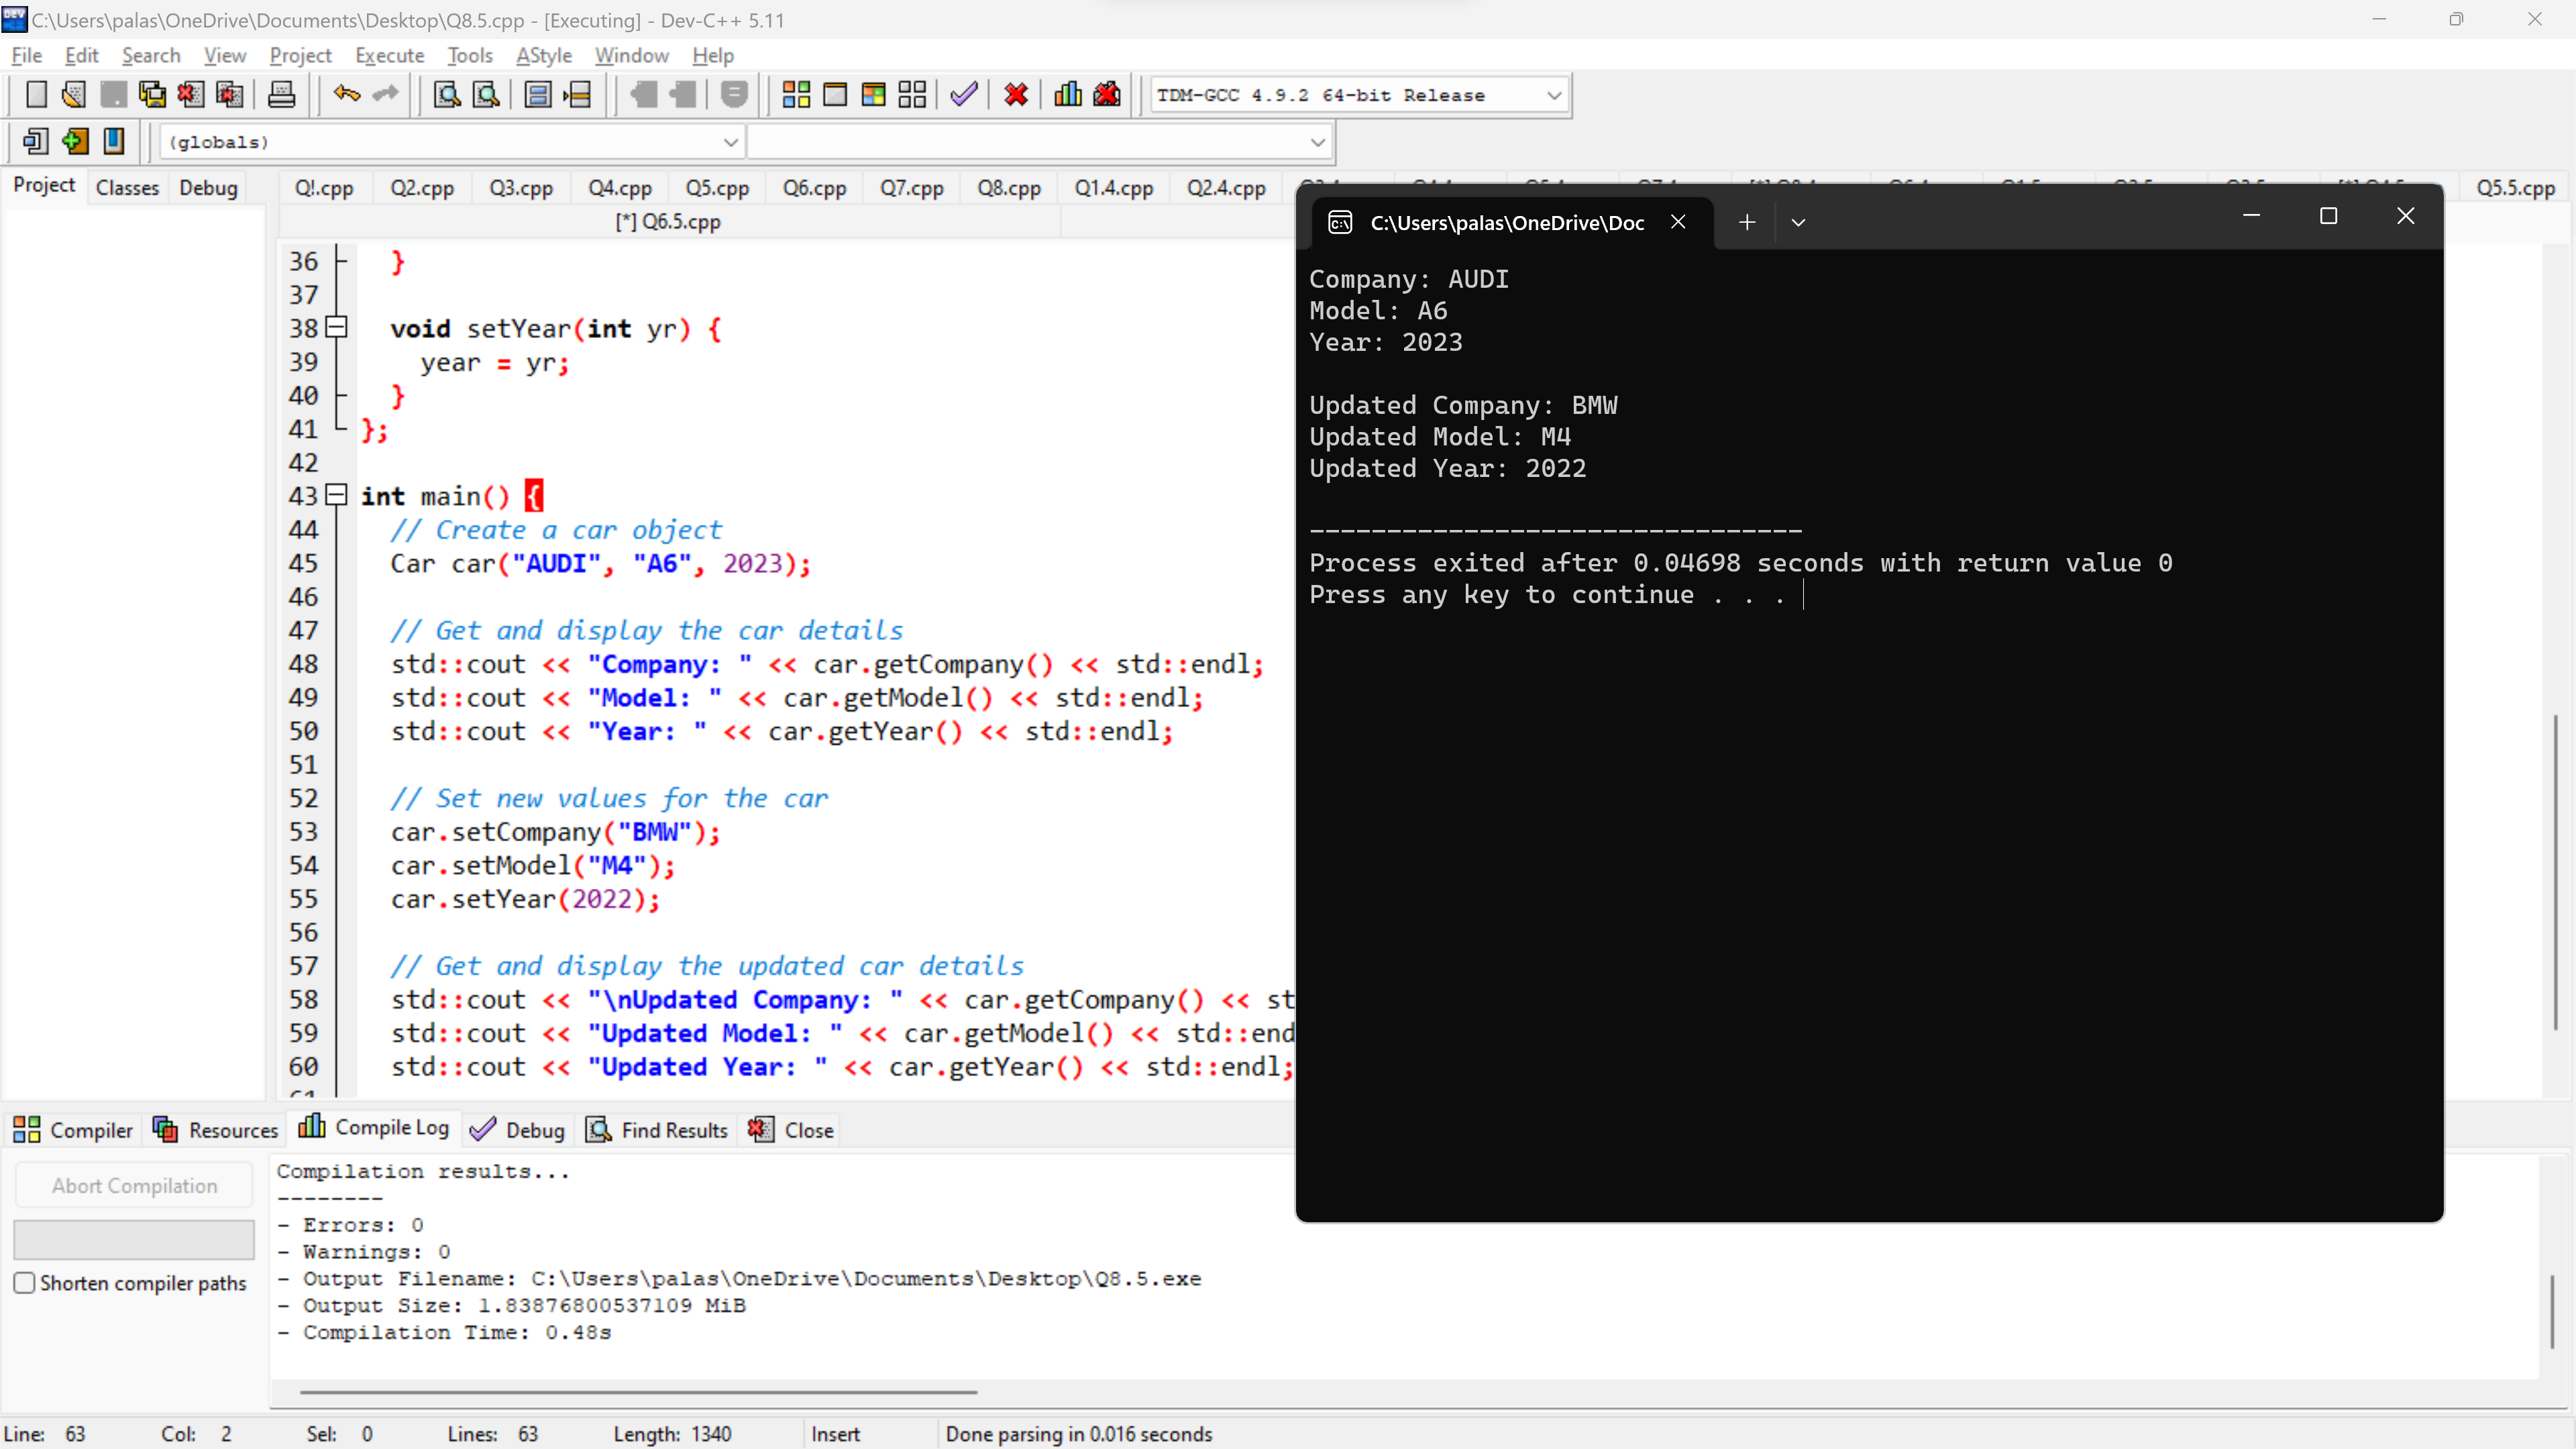 C:\Users\palas\OneDrive\Documents\Desktop\Q8.5.cpp - [Executing] - Dev-C++ 5.11
File Edit Search View Project Execute Tools AStyle Window Help
TDM-GCC 4.9.2 64-bit Release
(globals)
Project Classes Debug
Q!.cpp Q2.cpp Q3.cpp Q4.cpp Q5.cpp Q6.cpp Q7.cpp Q8.cpp Q1.4.cpp Q2.4.cpp Q5.5.cpp
[*] Q6.5.cpp
36 }
37
38 void setYear(int yr) {
39 year = yr;
40 }
41 };
42
43 int main() {
44 // Create a car object
45 Car car("AUDI", "A6", 2023);
46
47 // Get and display the car details
48 std::cout << "Company: " << car.getCompany() << std::endl;
49 std::cout << "Model: " << car.getModel() << std::endl;
50 std::cout << "Year: " << car.getYear() << std::endl;
51
52 // Set new values for the car
53 car.setCompany("BMW");
54 car.setModel("M4");
55 car.setYear(2022);
56
57 // Get and display the updated car details
58 std::cout << "\nUpdated Company: " << car.getCompany() << st
59 std::cout << "Updated Model: " << car.getModel() << std::end
60 std::cout << "Updated Year: " << car.getYear() << std::endl;
C:\Users\palas\OneDrive\Doc
Company: AUDI
Model: A6
Year: 2023
Updated Company: BMW
Updated Model: M4
Updated Year: 2022
--------------------------------
Process exited after 0.04698 seconds with return value 0
Press any key to continue . . .
Compiler Resources Compile Log Debug Find Results Close
Abort Compilation
Shorten compiler paths
Compilation results...
--------
- Errors: 0
- Warnings: 0
- Output Filename: C:\Users\palas\OneDrive\Documents\Desktop\Q8.5.exe
- Output Size: 1.83876800537109 MiB
- Compilation Time: 0.48s
Line: 63 Col: 2 Sel: 0 Lines: 63 Length: 1340 Insert Done parsing in 0.016 seconds